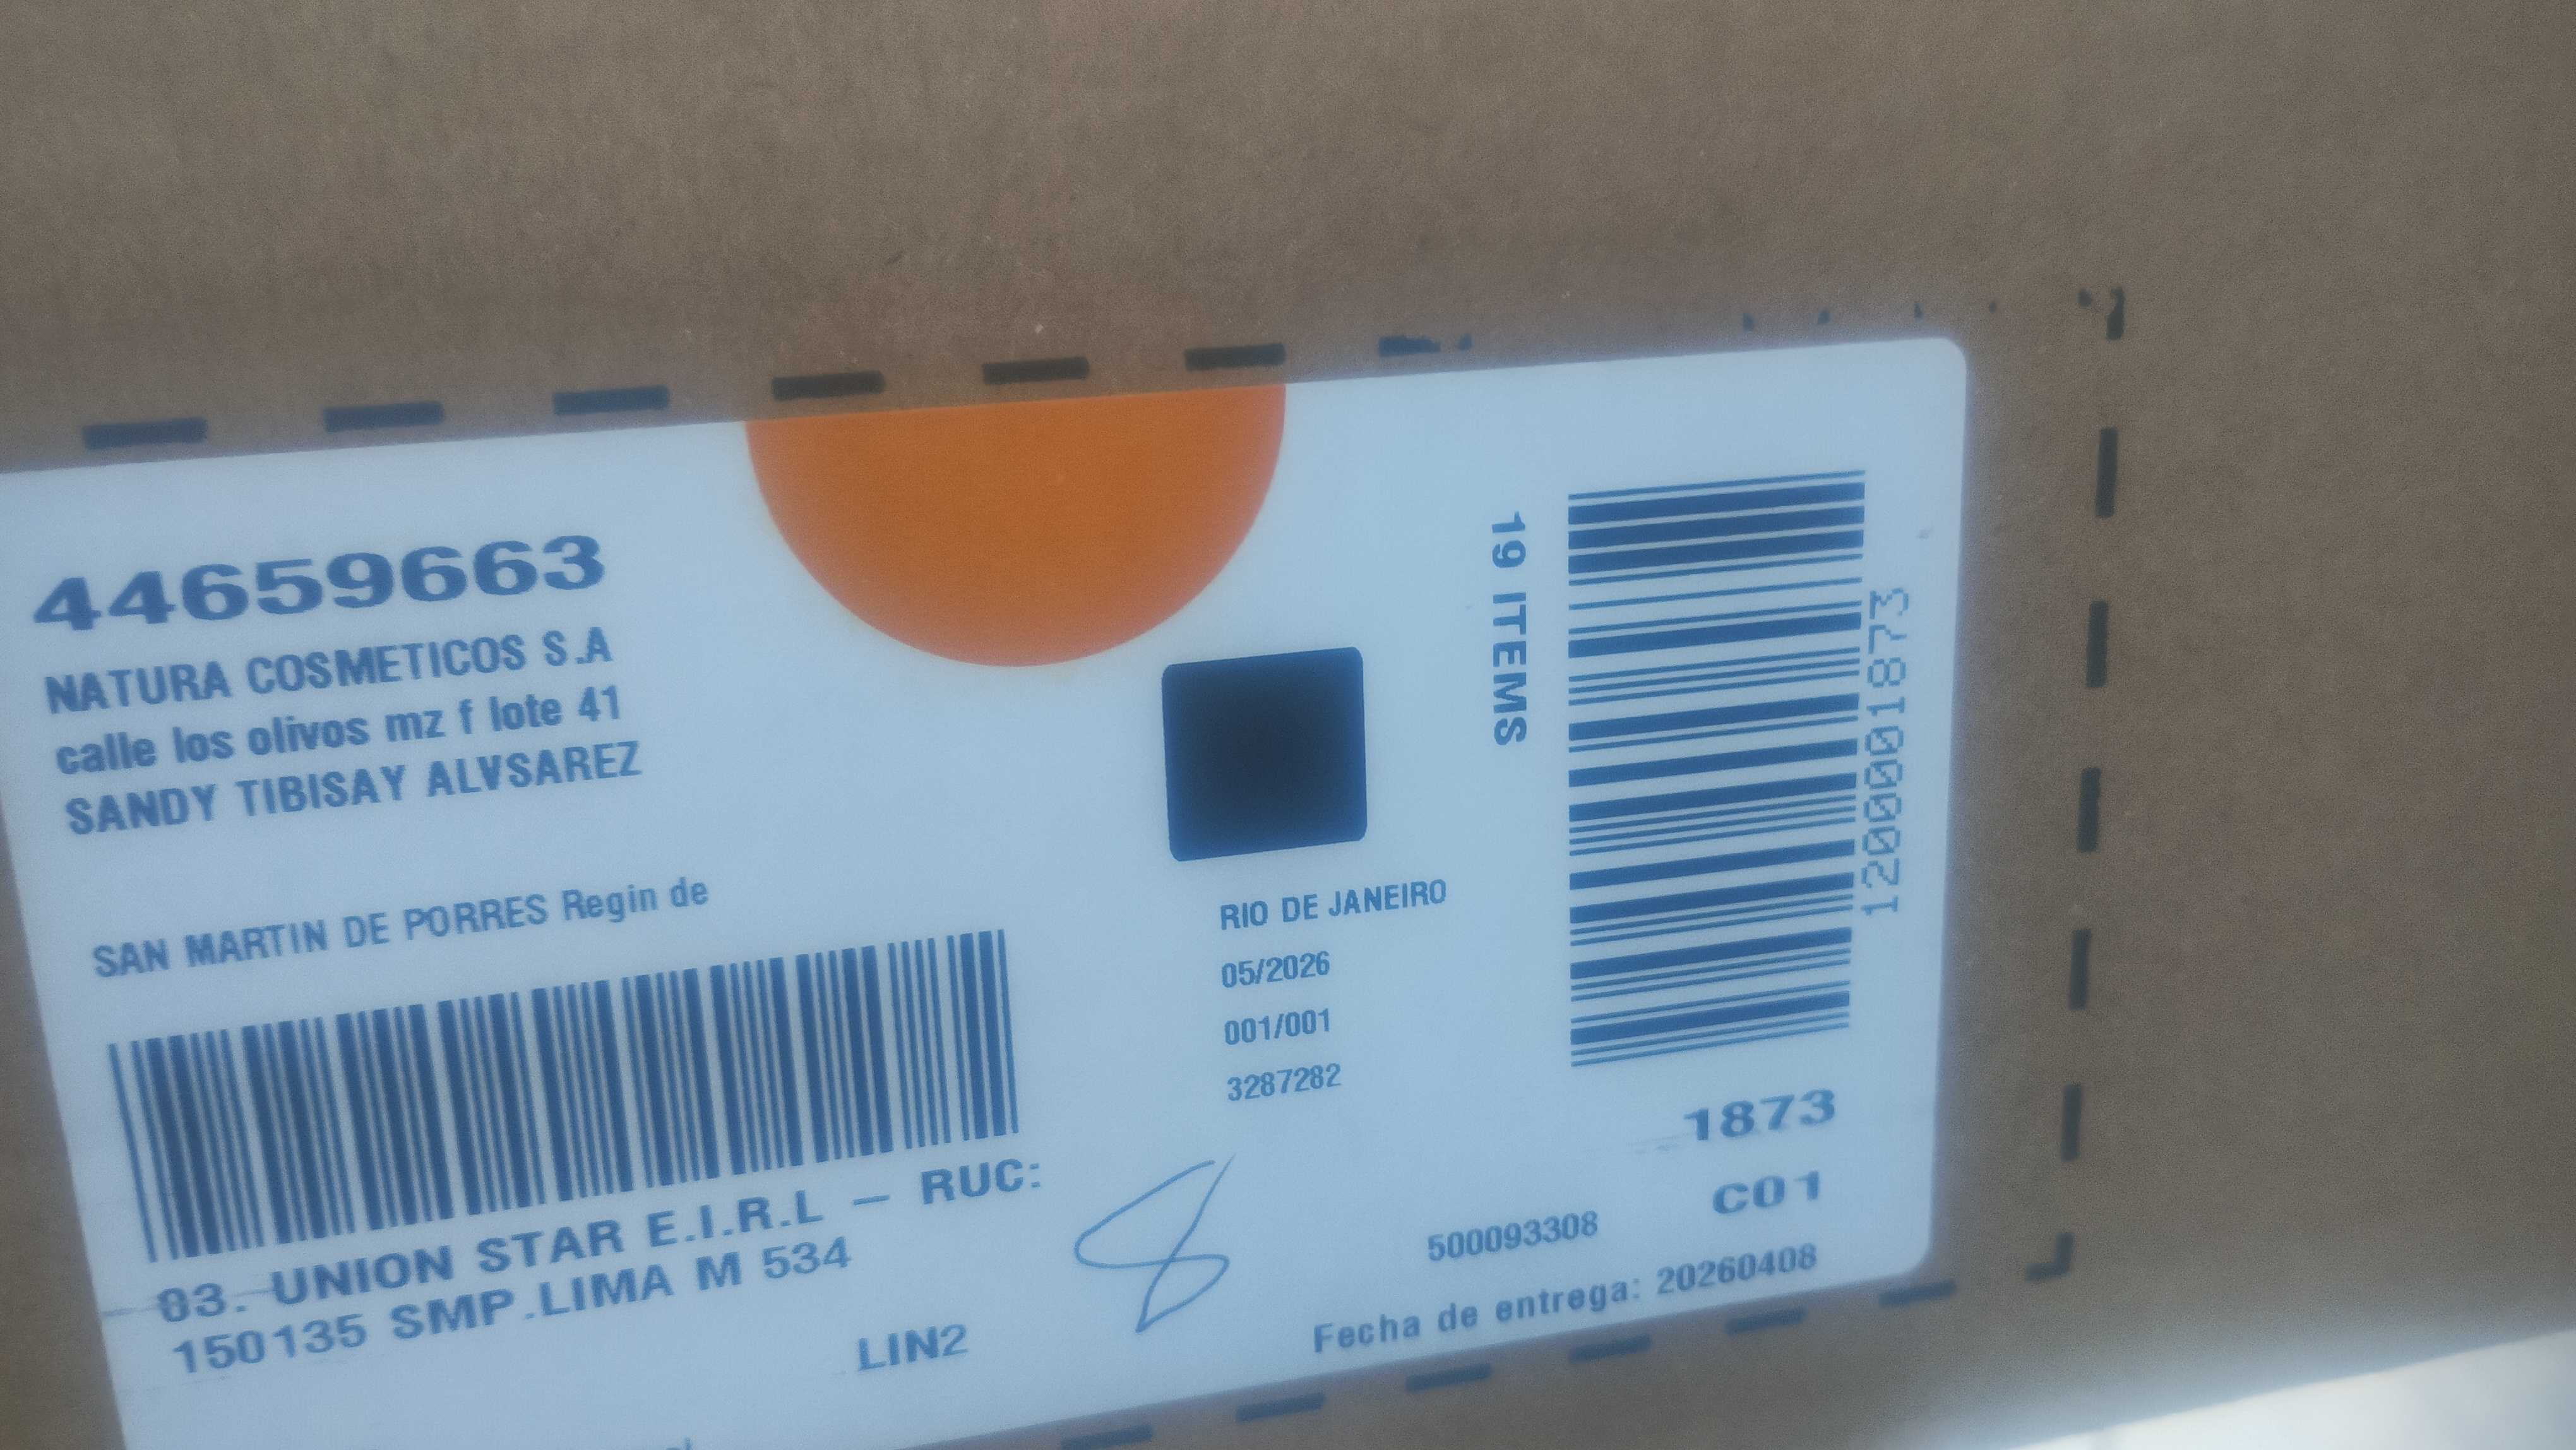 44659663
NATURA COSMETICOS S.A
calle los olivos mz f lote 41
SANDY TIBISAY ALVSAREZ
SAN MARTIN DE PORRES Regin de
03. UNION STAR E.I.R.L – RUC:
150135 SMP.LIMA M 534
LIN2
RIO DE JANEIRO
05/2026
001/001
3287282
19 ITEMS
1200001873
1873
C01
500093308
Fecha de entrega: 20260408